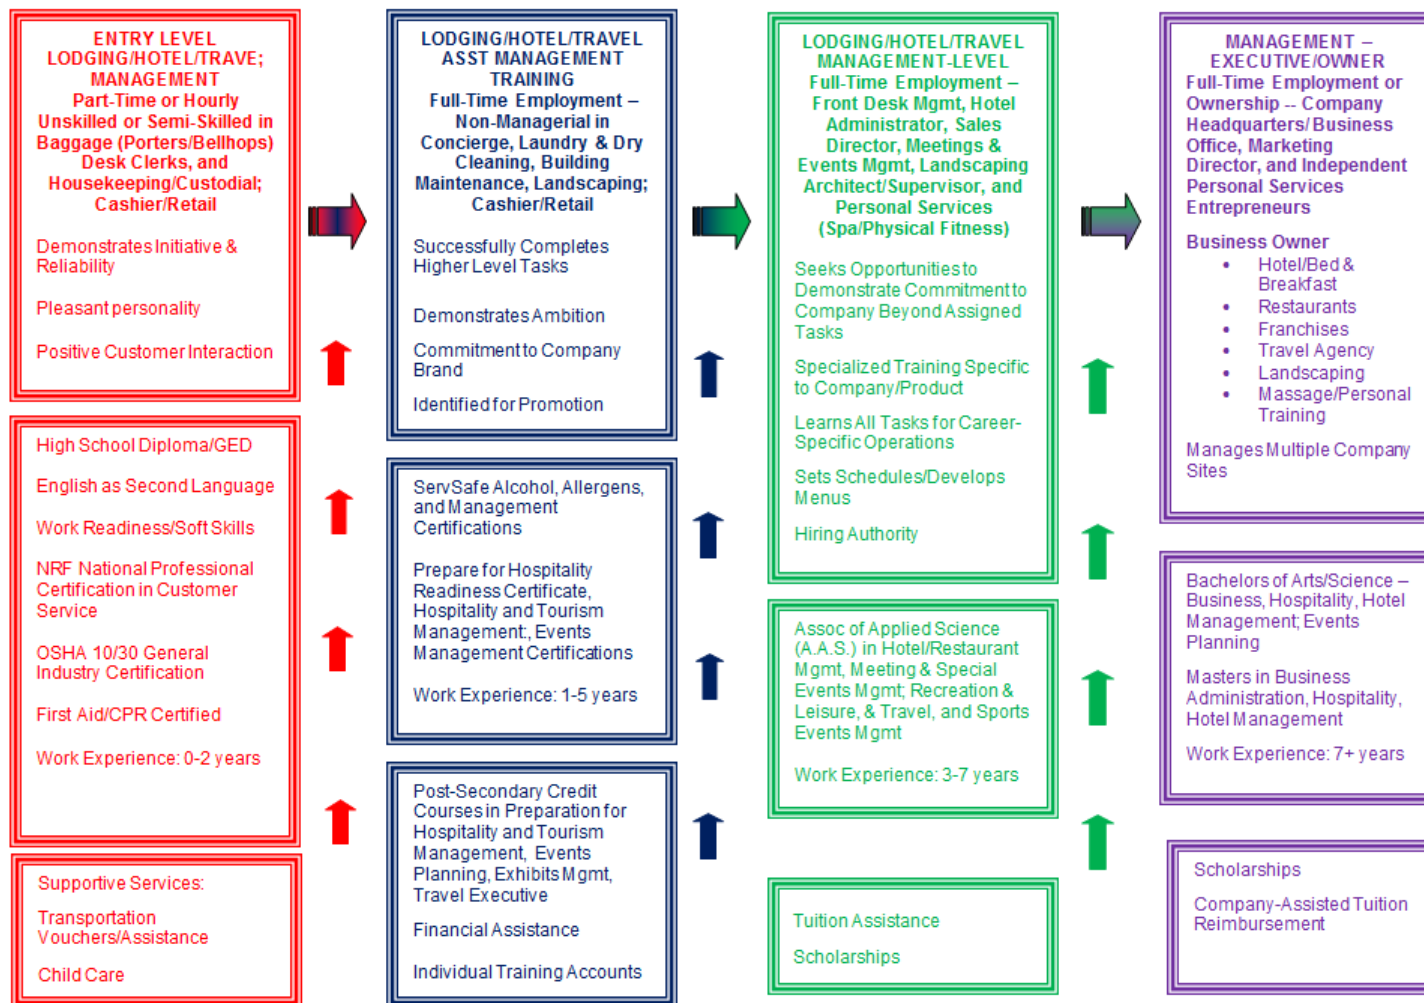 ENTRY LEVEL
LODGING/HOTEL/TRAVE;
MANAGEMENT
Part-Time or Hourly
Unskilled or Semi-Skilled in
Baggage (Porters/Bellhops)
Desk Clerks, and
Housekeeping/Custodial;
Cashier/Retail
Demonstrates Initiative &
Reliability
Pleasant personality
Positive Customer Interaction
High School Diploma/GED
English as Second Language
Work Readiness/Soft Skills
NRF National Professional
Certification in Customer
Service
OSHA 10/30 General
Industry Certification
First Aid/CPR Certified
Work Experience: 0-2 years
Supportive Services:
Transportation
Vouchers/Assistance
Child Care
LODGING/HOTEL/TRAVEL
ASST MANAGEMENT
TRAINING
Full-Time Employment –
Non-Managerial in
Concierge, Laundry & Dry
Cleaning, Building
Maintenance, Landscaping;
Cashier/Retail
Successfully Completes
Higher Level Tasks
Demonstrates Ambition
Commitment to Company
Brand
Identified for Promotion
ServSafe Alcohol, Allergens,
and Management
Certifications
Prepare for Hospitality
Readiness Certificate,
Hospitality and Tourism
Management:, Events
Management Certifications
Work Experience: 1-5 years
Post-Secondary Credit
Courses in Preparation for
Hospitality and Tourism
Management, Events
Planning, Exhibits Mgmt,
Travel Executive
Financial Assistance
Individual Training Accounts
LODGING/HOTEL/TRAVEL
MANAGEMENT-LEVEL
Full-Time Employment –
Front Desk Mgmt, Hotel
Administrator, Sales
Director, Meetings &
Events Mgmt, Landscaping
Architect/Supervisor, and
Personal Services
(Spa/Physical Fitness)
Seeks Opportunities to
Demonstrate Commitment to
Company Beyond Assigned
Tasks
Specialized Training Specific
to Company/Product
Learns All Tasks for Career-
Specific Operations
Sets Schedules/Develops
Menus
Hiring Authority
Assoc of Applied Science
(A.A.S.) in Hotel/Restaurant
Mgmt, Meeting & Special
Events Mgmt; Recreation &
Leisure, & Travel, and Sports
Events Mgmt
Work Experience: 3-7 years
Tuition Assistance
Scholarships
MANAGEMENT –
EXECUTIVE/OWNER
Full-Time Employment or
Ownership -- Company
Headquarters/ Business
Office, Marketing
Director, and Independent
Personal Services
Entrepreneurs
Business Owner
• Hotel/Bed &
Breakfast
• Restaurants
• Franchises
• Travel Agency
• Landscaping
• Massage/Personal
Training
Manages Multiple Company
Sites
Bachelors of Arts/Science –
Business, Hospitality, Hotel
Management; Events
Planning
Masters in Business
Administration, Hospitality,
Hotel Management
Work Experience: 7+ years
Scholarships
Company-Assisted Tuition
Reimbursement